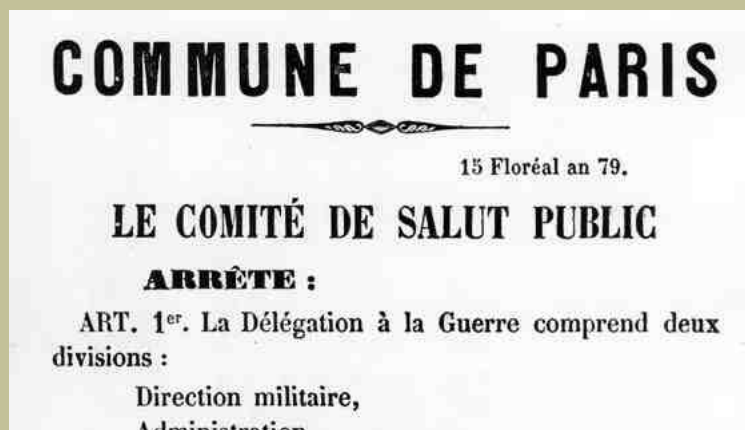 COMMUNE DE PARIS
15 Floréal an 79.
LE COMITÉ DE SALUT PUBLIC
ARRÊTE :
ART. 1er. La Délégation à la Guerre comprend deux
divisions :
Direction militaire,
Administration